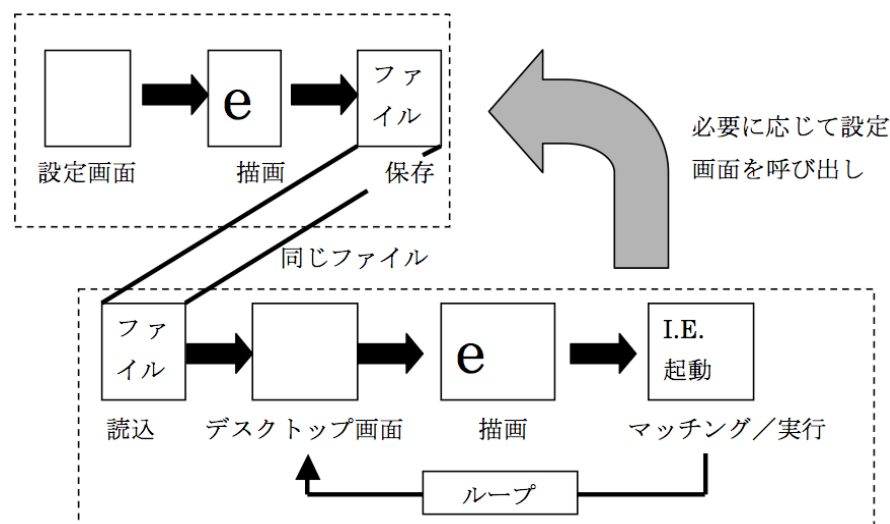 e
ファ
イル
設定画面
描画
保存
必要に応じて設定
画面を呼び出し
同じファイル
ファ
イル
e
I.E.
起動
読込
デスクトップ画面
描画
マッチング/実行
ループ